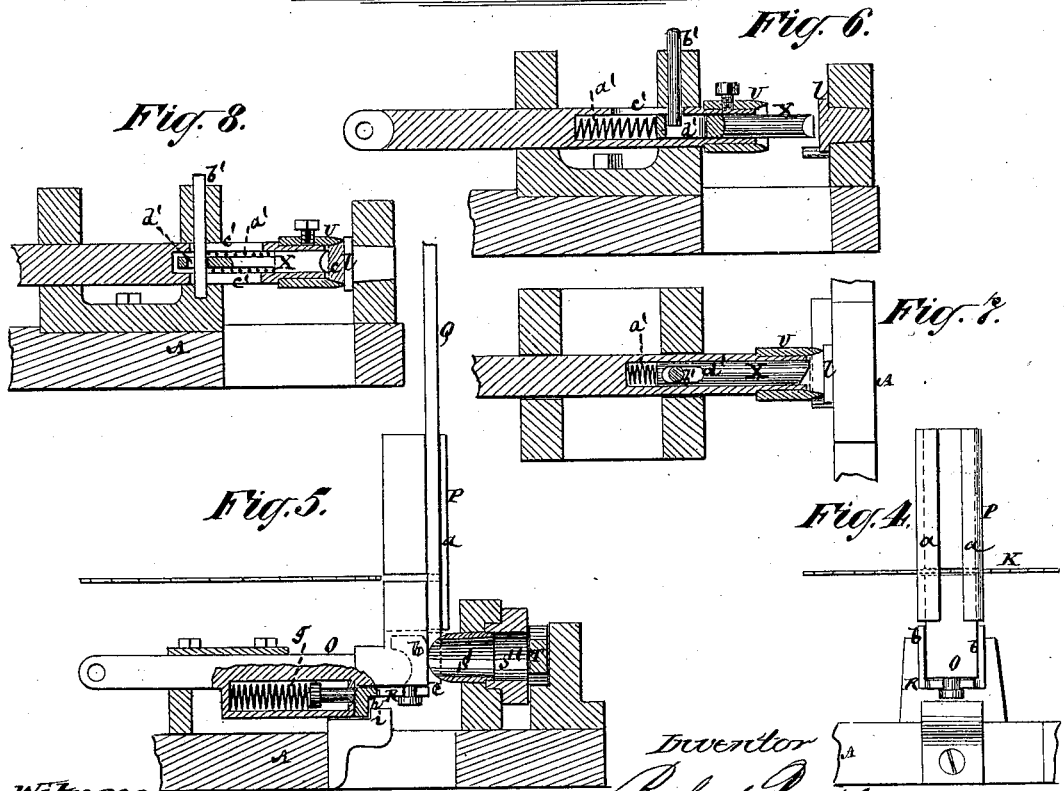 Fig. 6.
b'
a'
c'
d'
v
X
l
Fig. 8.
b'
d'
c'
a'
v
X
l
c'
A
Fig. 7.
a'
b'
d'
v
X
l
A
Q
P
a
Fig. 5.
T
O
b
S
S''
R
e
h
i
A
Fig. 4.
P
a
a
K
b
b
O
R
A
Inventor